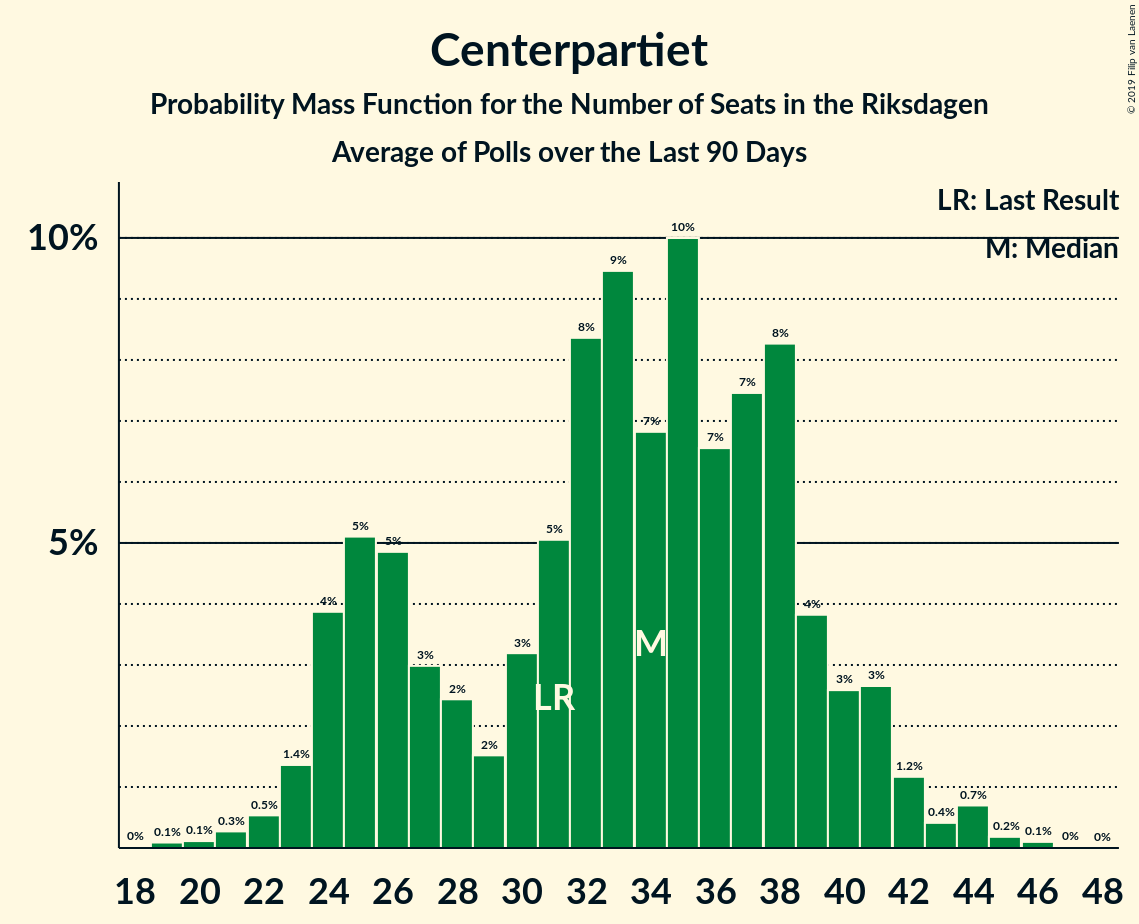 © 2019 Filip van Laenen
Centerpartiet
Probability Mass Function for the Number of Seats in the Riksdagen
Average of Polls over the Last 90 Days
LR: Last Result
M: Median
10%
5%
0% 0.1% 0.1% 0.3% 0.5% 1.4% 4% 5% 5% 3% 2% 2% 3% 5% 8% 9% 7% 10% 7% 7% 8% 4% 3% 3% 1.2% 0.4% 0.7% 0.2% 0.1% 0% 0%
M
LR
18 20 22 24 26 28 30 32 34 36 38 40 42 44 46 48